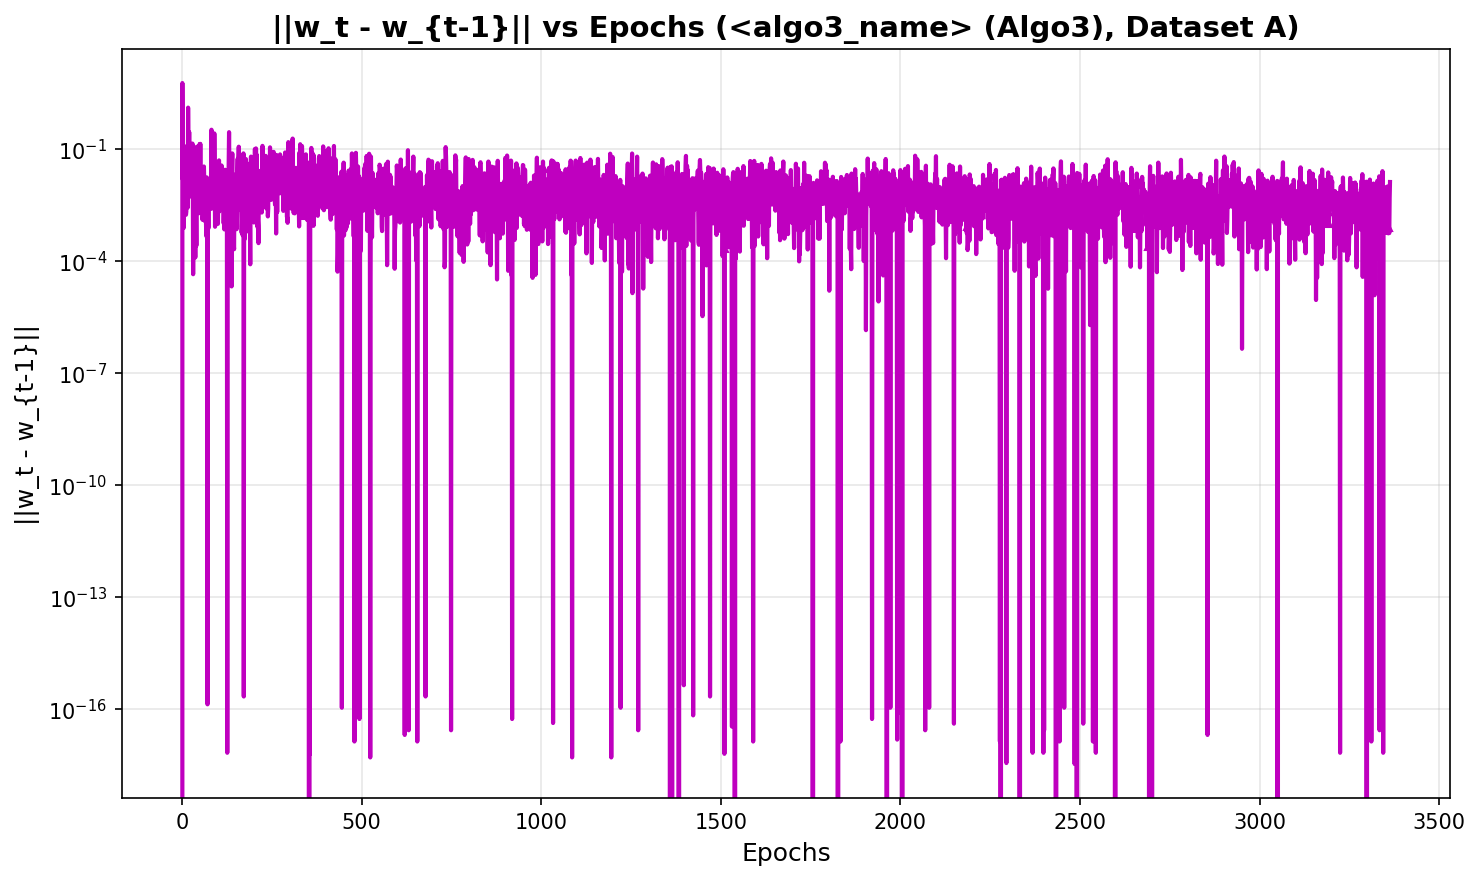 ||w_t - w_{t-1}|| vs Epochs (<algo3_name> (Algo3), Dataset A)
||w_t - w_{t-1}||
10⁻¹
10⁻⁴
10⁻⁷
10⁻¹⁰
10⁻¹³
10⁻¹⁶
0 500 1000 1500 2000 2500 3000 3500
Epochs